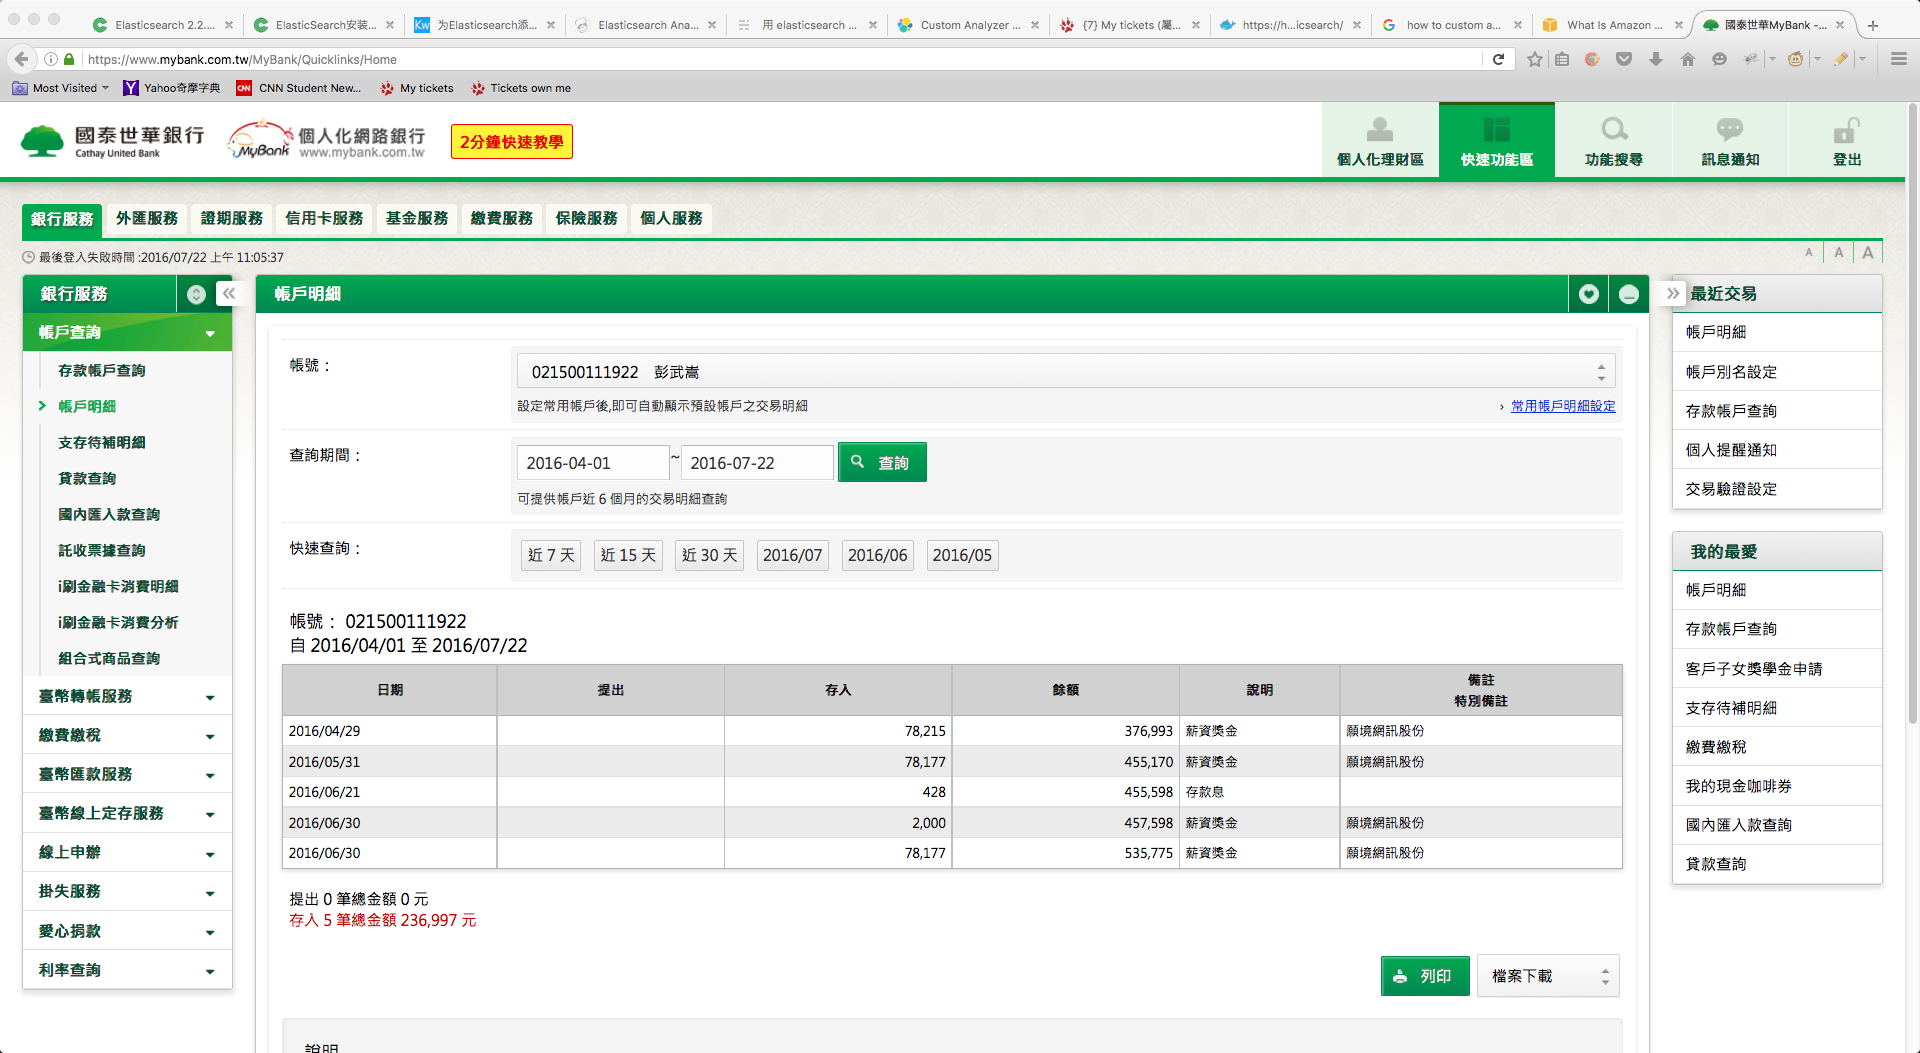 Elasticsearch 2.2....
ElasticSearch安装...
为Elasticsearch添...
Elasticsearch Ana...
用 elasticsearch ...
Custom Analyzer ...
{7} My tickets (屬...
https://h...icsearch/
how to custom a...
What Is Amazon ...
國泰世華MyBank -...
https://www.mybank.com.tw/MyBank/Quicklinks/Home
Most Visited
Yahoo奇摩字典
CNN Student New...
My tickets
Tickets own me
國泰世華銀行
Cathay United Bank
MyBank
個人化網路銀行
www.mybank.com.tw
2分鐘快速教學
個人化理財區
快速功能區
功能搜尋
訊息通知
登出
銀行服務
外匯服務
證期服務
信用卡服務
基金服務
繳費服務
保險服務
個人服務
最後登入失敗時間 :2016/07/22 上午 11:05:37
A A A
銀行服務
帳戶查詢
存款帳戶查詢
帳戶明細
支存待補明細
貸款查詢
國內匯入款查詢
託收票據查詢
i刷金融卡消費明細
i刷金融卡消費分析
組合式商品查詢
臺幣轉帳服務
繳費繳稅
臺幣匯款服務
臺幣線上定存服務
線上申辦
掛失服務
愛心捐款
利率查詢
帳戶明細
帳號：
021500111922 彭武嵩
設定常用帳戶後,即可自動顯示預設帳戶之交易明細
› 常用帳戶明細設定
查詢期間：
2016-04-01 ~ 2016-07-22 查詢
可提供帳戶近 6 個月的交易明細查詢
快速查詢：
近 7 天 近 15 天 近 30 天 2016/07 2016/06 2016/05
帳號： 021500111922
自 2016/04/01 至 2016/07/22
日期 提出 存入 餘額 說明 備註
特別備註
2016/04/29 78,215 376,993 薪資獎金 願境網訊股份
2016/05/31 78,177 455,170 薪資獎金 願境網訊股份
2016/06/21 428 455,598 存款息
2016/06/30 2,000 457,598 薪資獎金 願境網訊股份
2016/06/30 78,177 535,775 薪資獎金 願境網訊股份
提出 0 筆總金額 0 元
存入 5 筆總金額 236,997 元
列印
檔案下載
說明
最近交易
帳戶明細
帳戶別名設定
存款帳戶查詢
個人提醒通知
交易驗證設定
我的最愛
帳戶明細
存款帳戶查詢
客戶子女獎學金申請
支存待補明細
繳費繳稅
我的現金咖啡券
國內匯入款查詢
貸款查詢